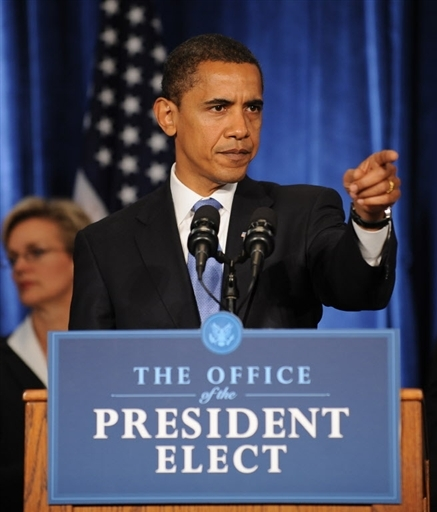 THE OFFICE
of the
PRESIDENT
ELECT